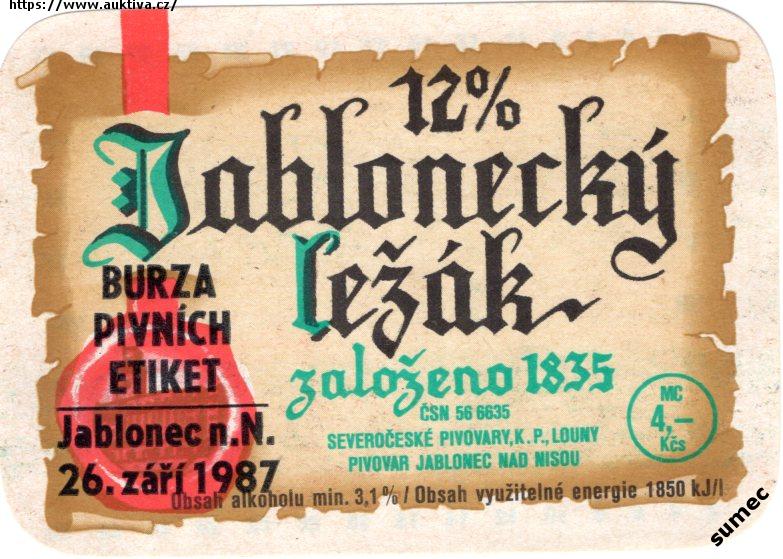 https://www.auktiva.cz/
12%
Jablonecký
ležák
založeno 1835
ČSN 56 6635
SEVEROČESKÉ PIVOVARY, K. P., LOUNY
PIVOVAR JABLONEC NAD NISOU
MC
4,–
Kčs
BURZA
PIVNÍCH
ETIKET
Jablonec n.N.
26. září 1987
Obsah alkoholu min. 3,1 % / Obsah využitelné energie 1850 kJ/l
sumec